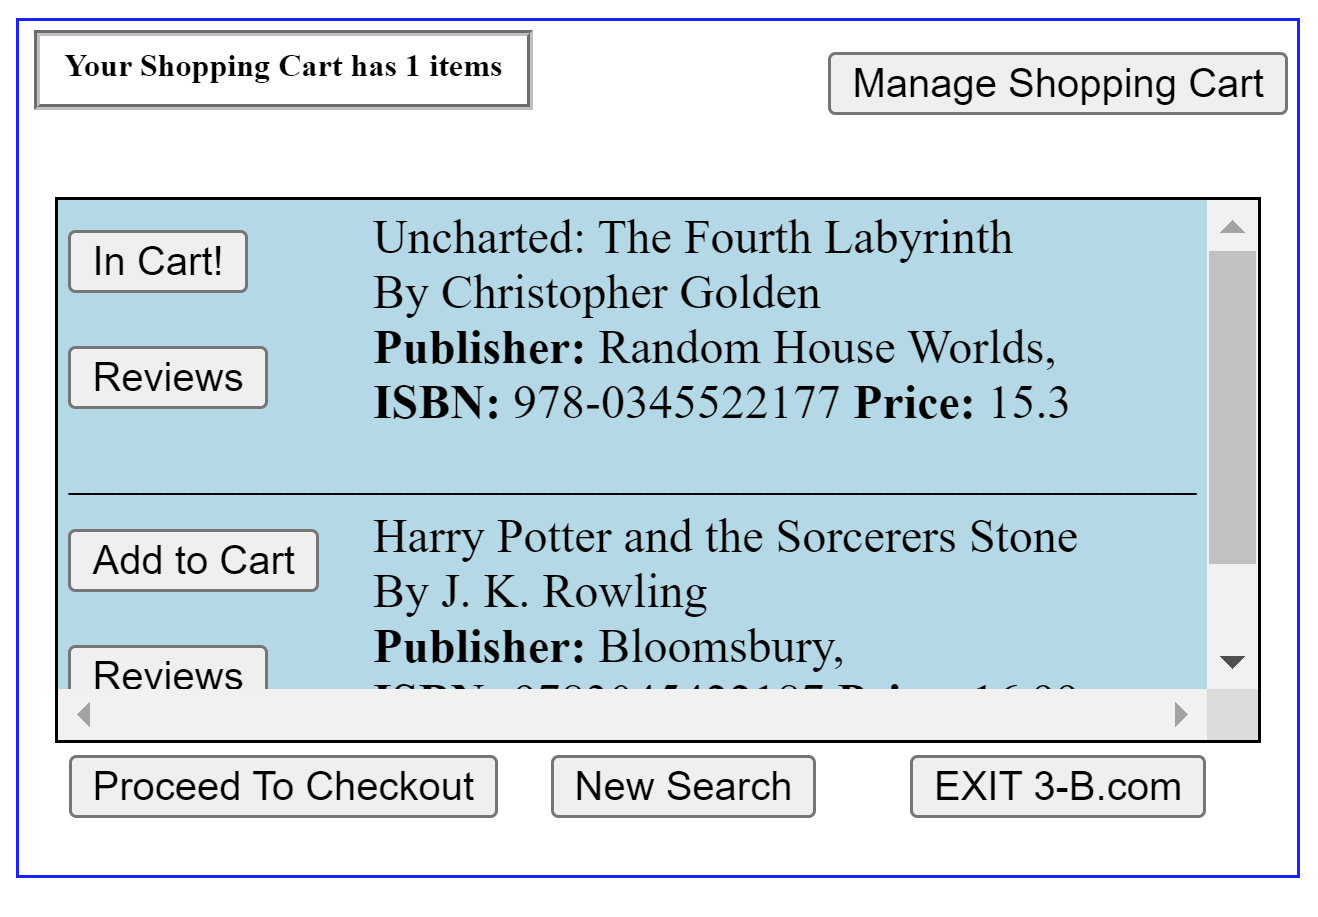 Your Shopping Cart has 1 items
Manage Shopping Cart
In Cart!
Uncharted: The Fourth Labyrinth
By Christopher Golden
Reviews
Publisher: Random House Worlds,
ISBN: 978-0345522177 Price: 15.3
Add to Cart
Harry Potter and the Sorcerers Stone
By J. K. Rowling
Publisher: Bloomsbury,
Reviews
Proceed To Checkout
New Search
EXIT 3-B.com